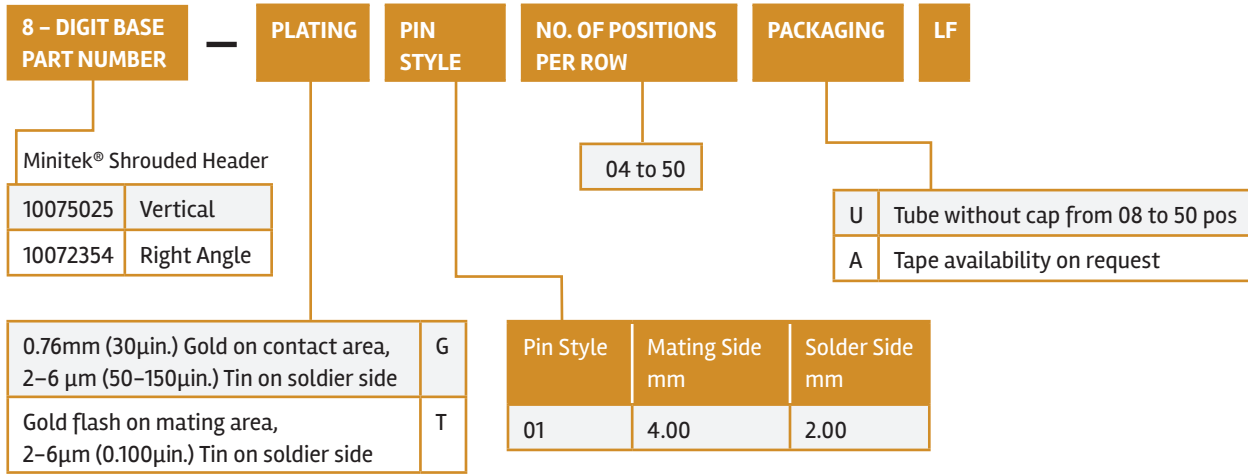 8 – DIGIT BASE
PART NUMBER
–
PLATING
PIN
STYLE
NO. OF POSITIONS
PER ROW
PACKAGING
LF
Minitek® Shrouded Header
10075025 Vertical
10072354 Right Angle
04 to 50
U Tube without cap from 08 to 50 pos
A Tape availability on request
0.76mm (30µin.) Gold on contact area, G
2–6 µm (50-150µin.) Tin on soldier side
Gold flash on mating area, T
2–6µm (0.100µin.) Tin on soldier side
Pin Style Mating Side Solder Side
mm mm
01 4.00 2.00